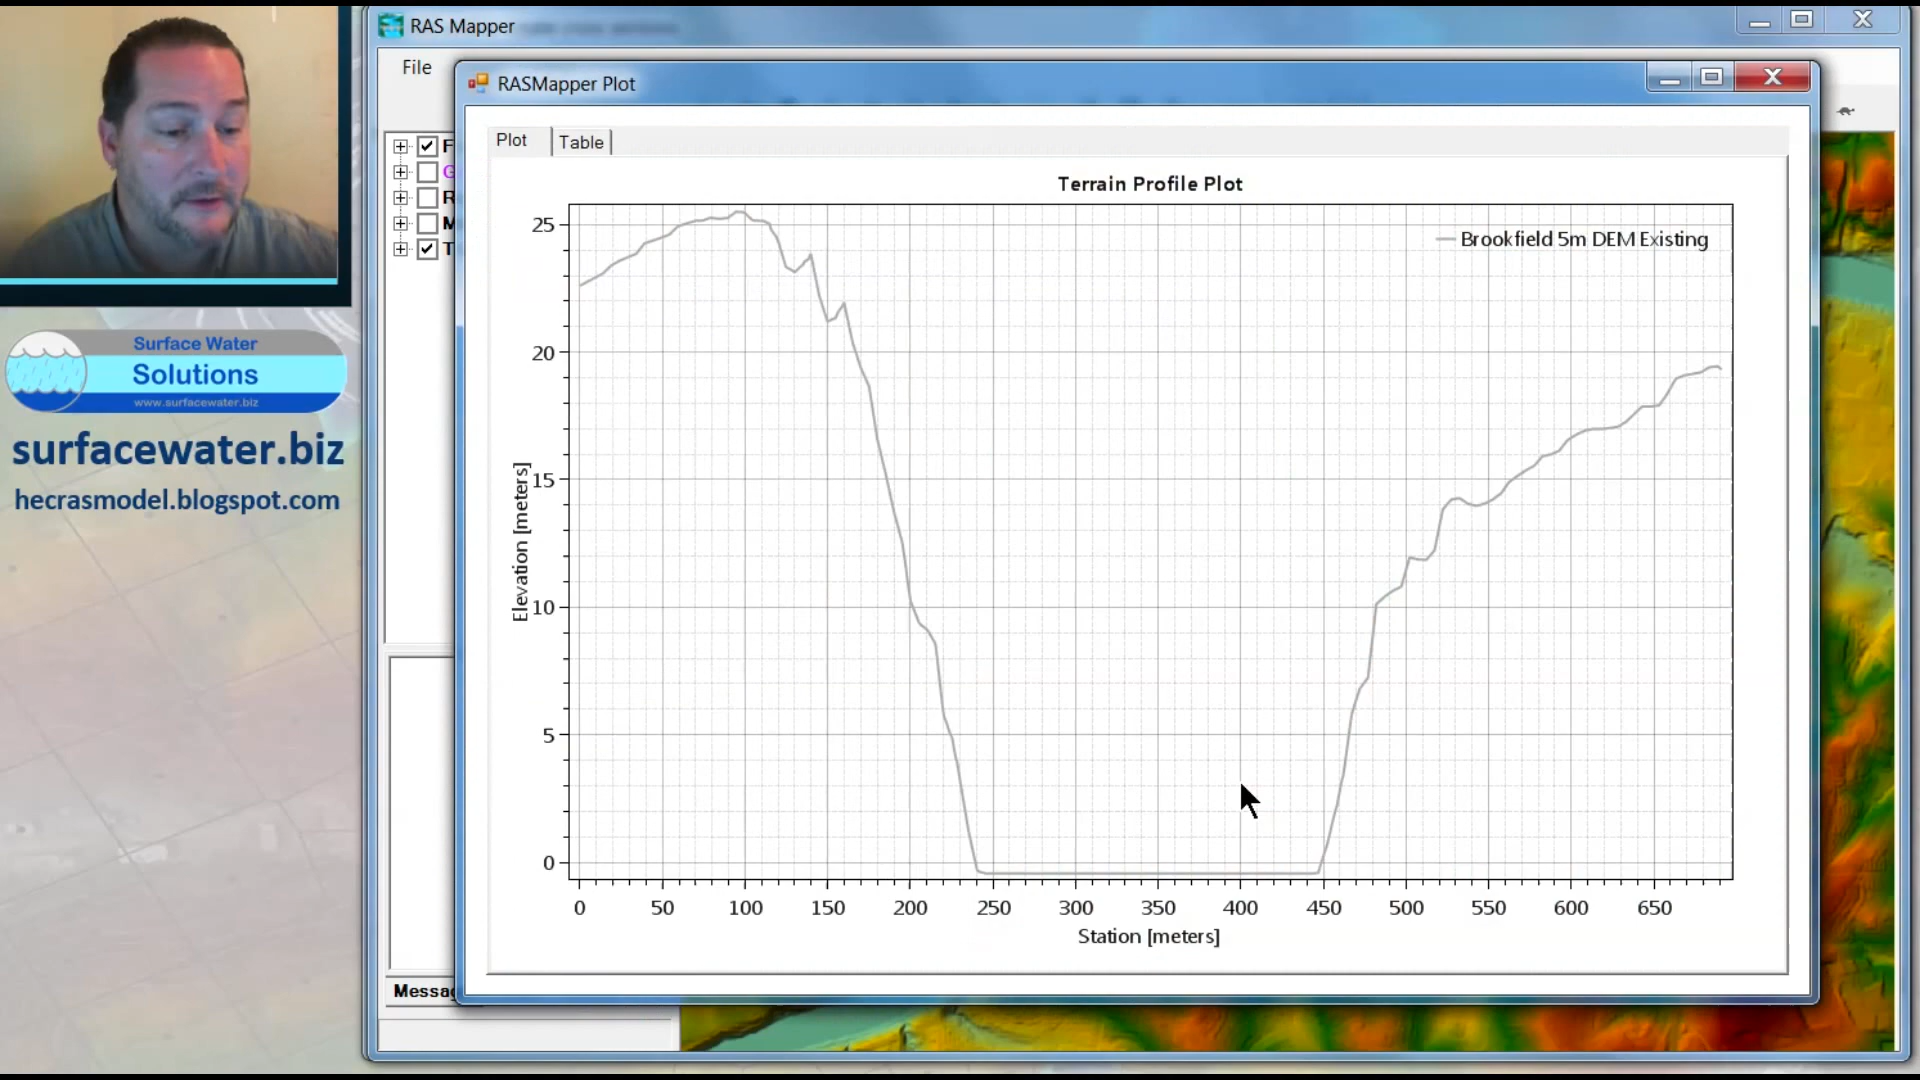 RAS Mapper
File
RASMapper Plot
Plot
Table
F
G
R
M
T
Terrain Profile Plot
Brookfield 5m DEM Existing
25
20
15
10
5
0
Elevation [meters]
0 50 100 150 200 250 300 350 400 450 500 550 600 650
Station [meters]
Messag
Surface Water
Solutions
www.surfacewater.biz
surfacewater.biz
hecrasmodel.blogspot.com